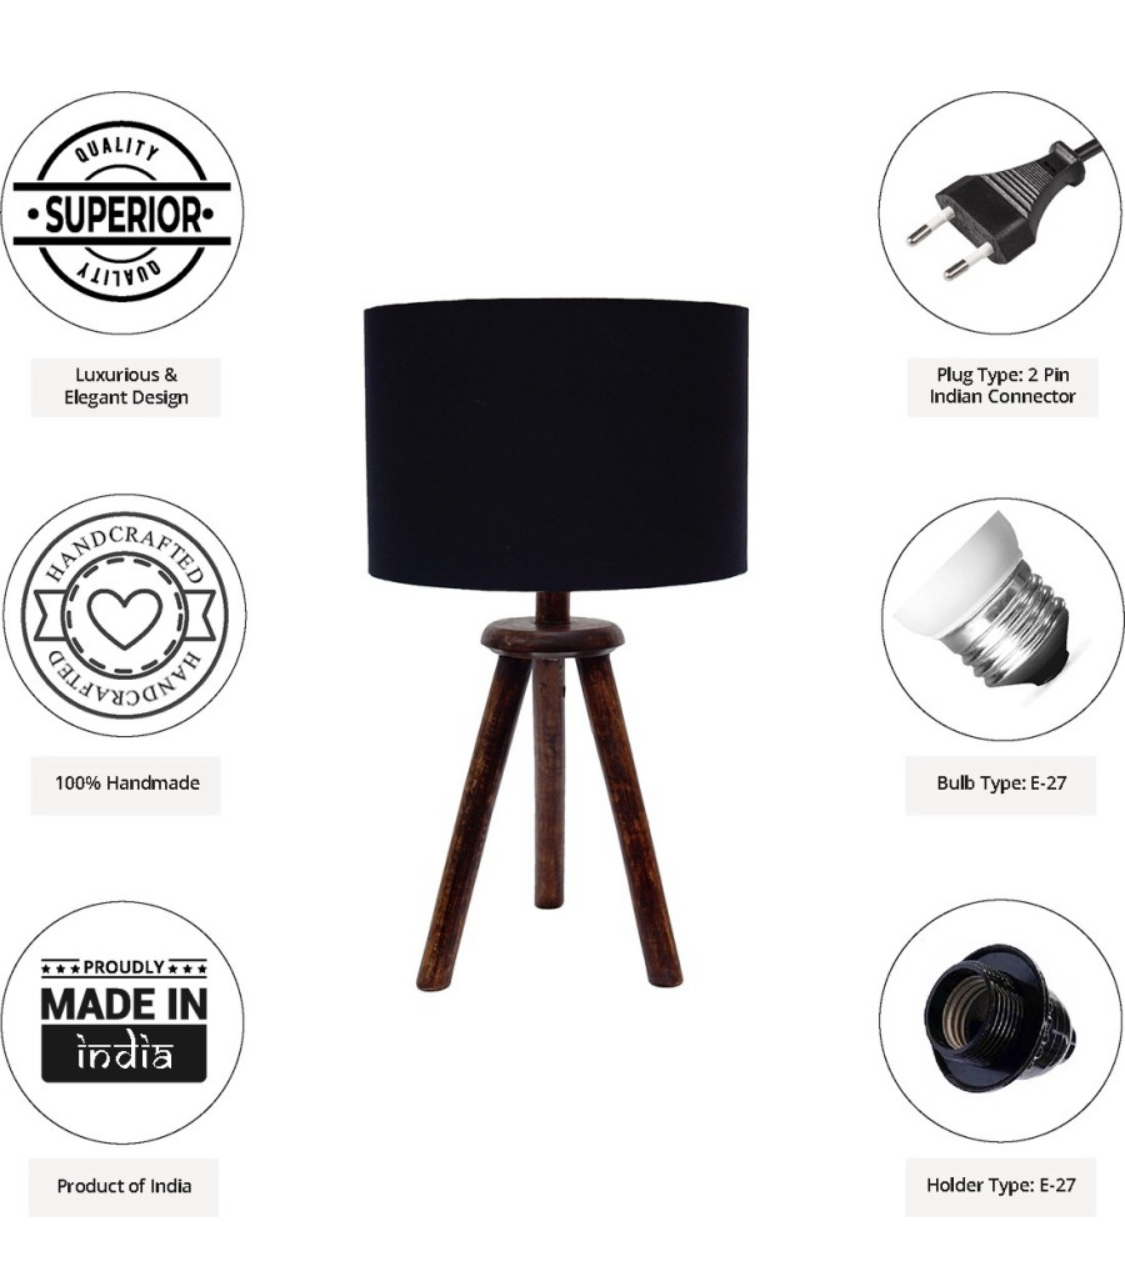 QUALITY
•SUPERIOR•
QUALITY
Luxurious &
Elegant Design
HANDCRAFTED
HANDCRAFTED
100% Handmade
★★★PROUDLY★★★
MADE IN
india
Product of India
Plug Type: 2 Pin
Indian Connector
Bulb Type: E-27
Holder Type: E-27